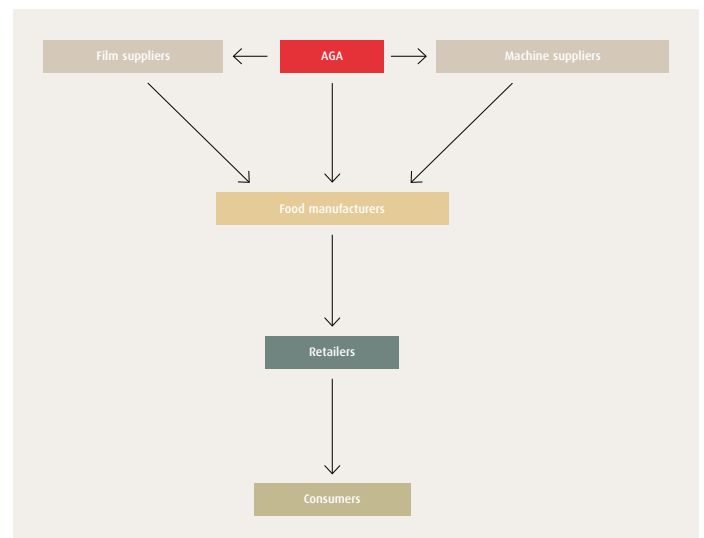 Film suppliers
AGA
Machine suppliers
Food manufacturers
Retailers
Consumers